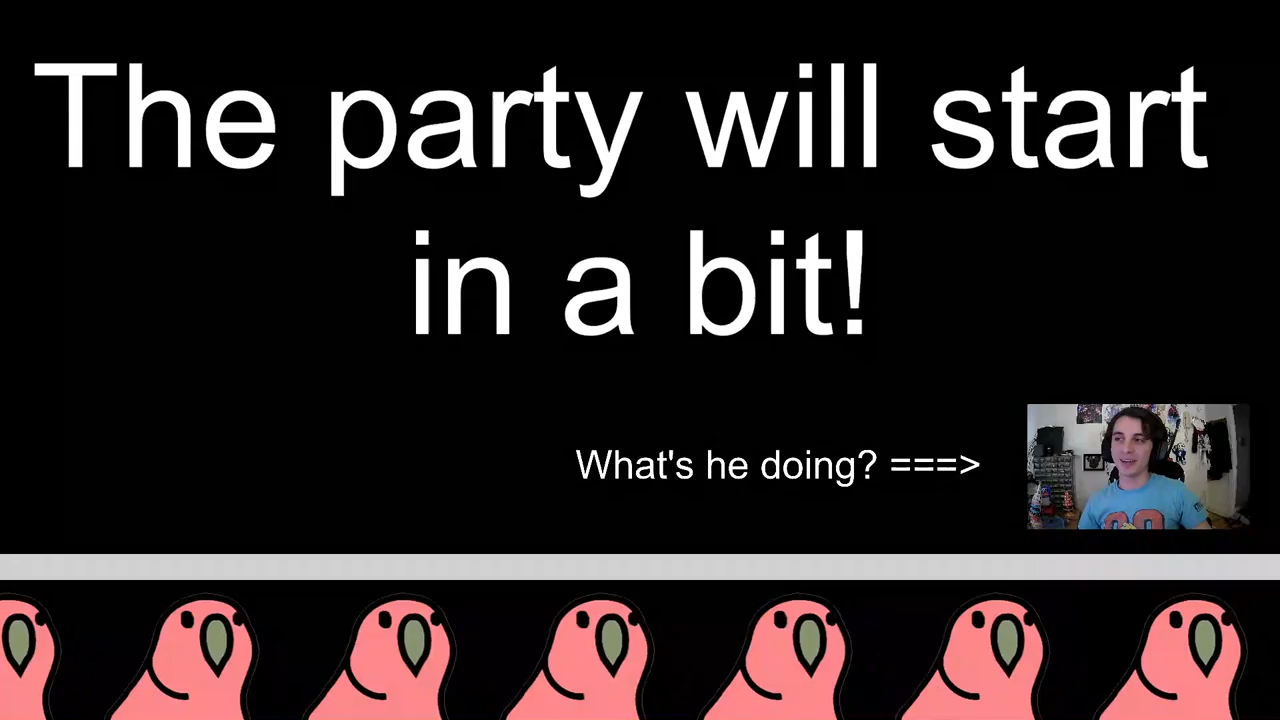 The party will start
in a bit!
What's he doing? ===>